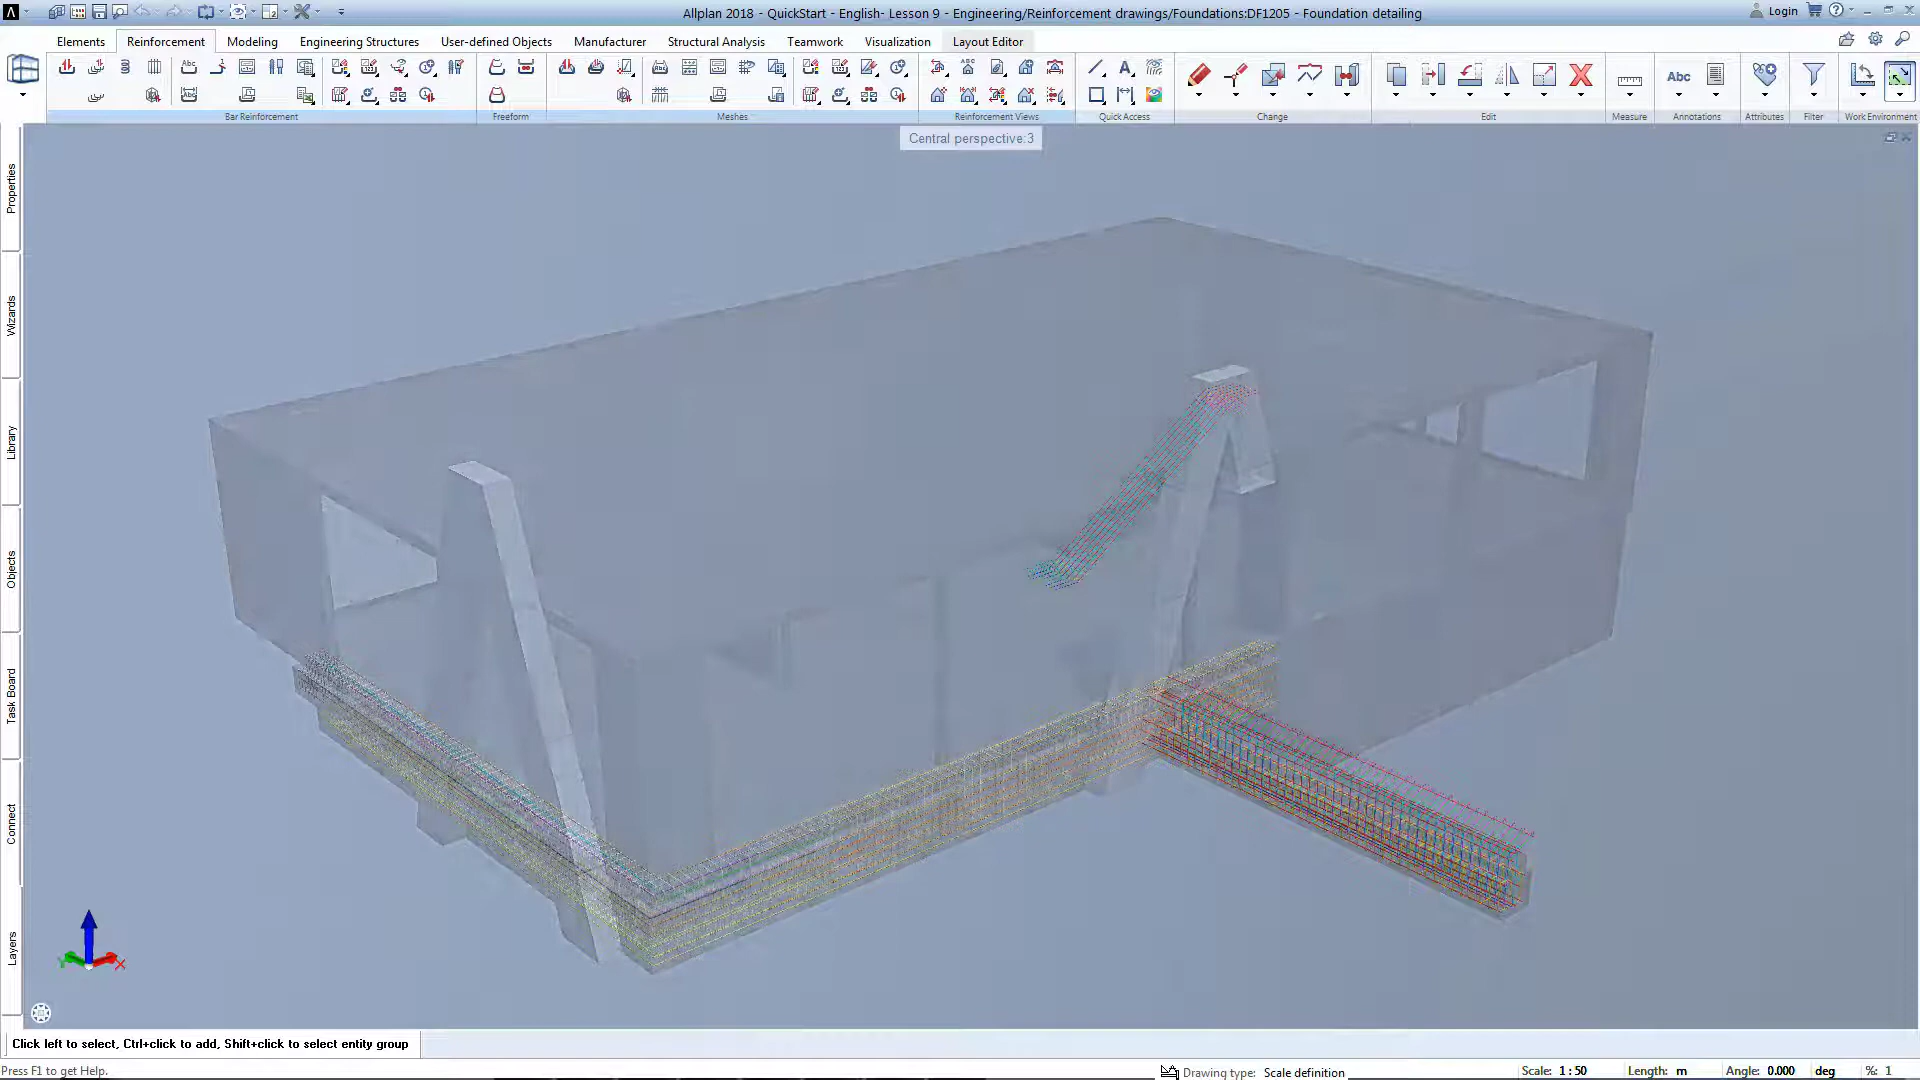 Allplan 2018 - QuickStart - English- Lesson 9 - Engineering/Reinforcement drawings/Foundations:DF1205 - Foundation detailing
Login
Elements Reinforcement Modeling Engineering Structures User-defined Objects Manufacturer Structural Analysis Teamwork Visualization Layout Editor
Abc
Bar Reinforcement Freeform Meshes Reinforcement Views Quick Access Change Edit Measure Annotations Attributes Filter Work Environment
Central perspective:3
Properties
Wizards
Library
Objects
Task Board
Connect
Layers
Click left to select, Ctrl+click to add, Shift+click to select entity group
Press F1 to get Help.
Drawing type: Scale definition
Scale: 1 : 50
Length: m
Angle: 0.000 deg
%: 1